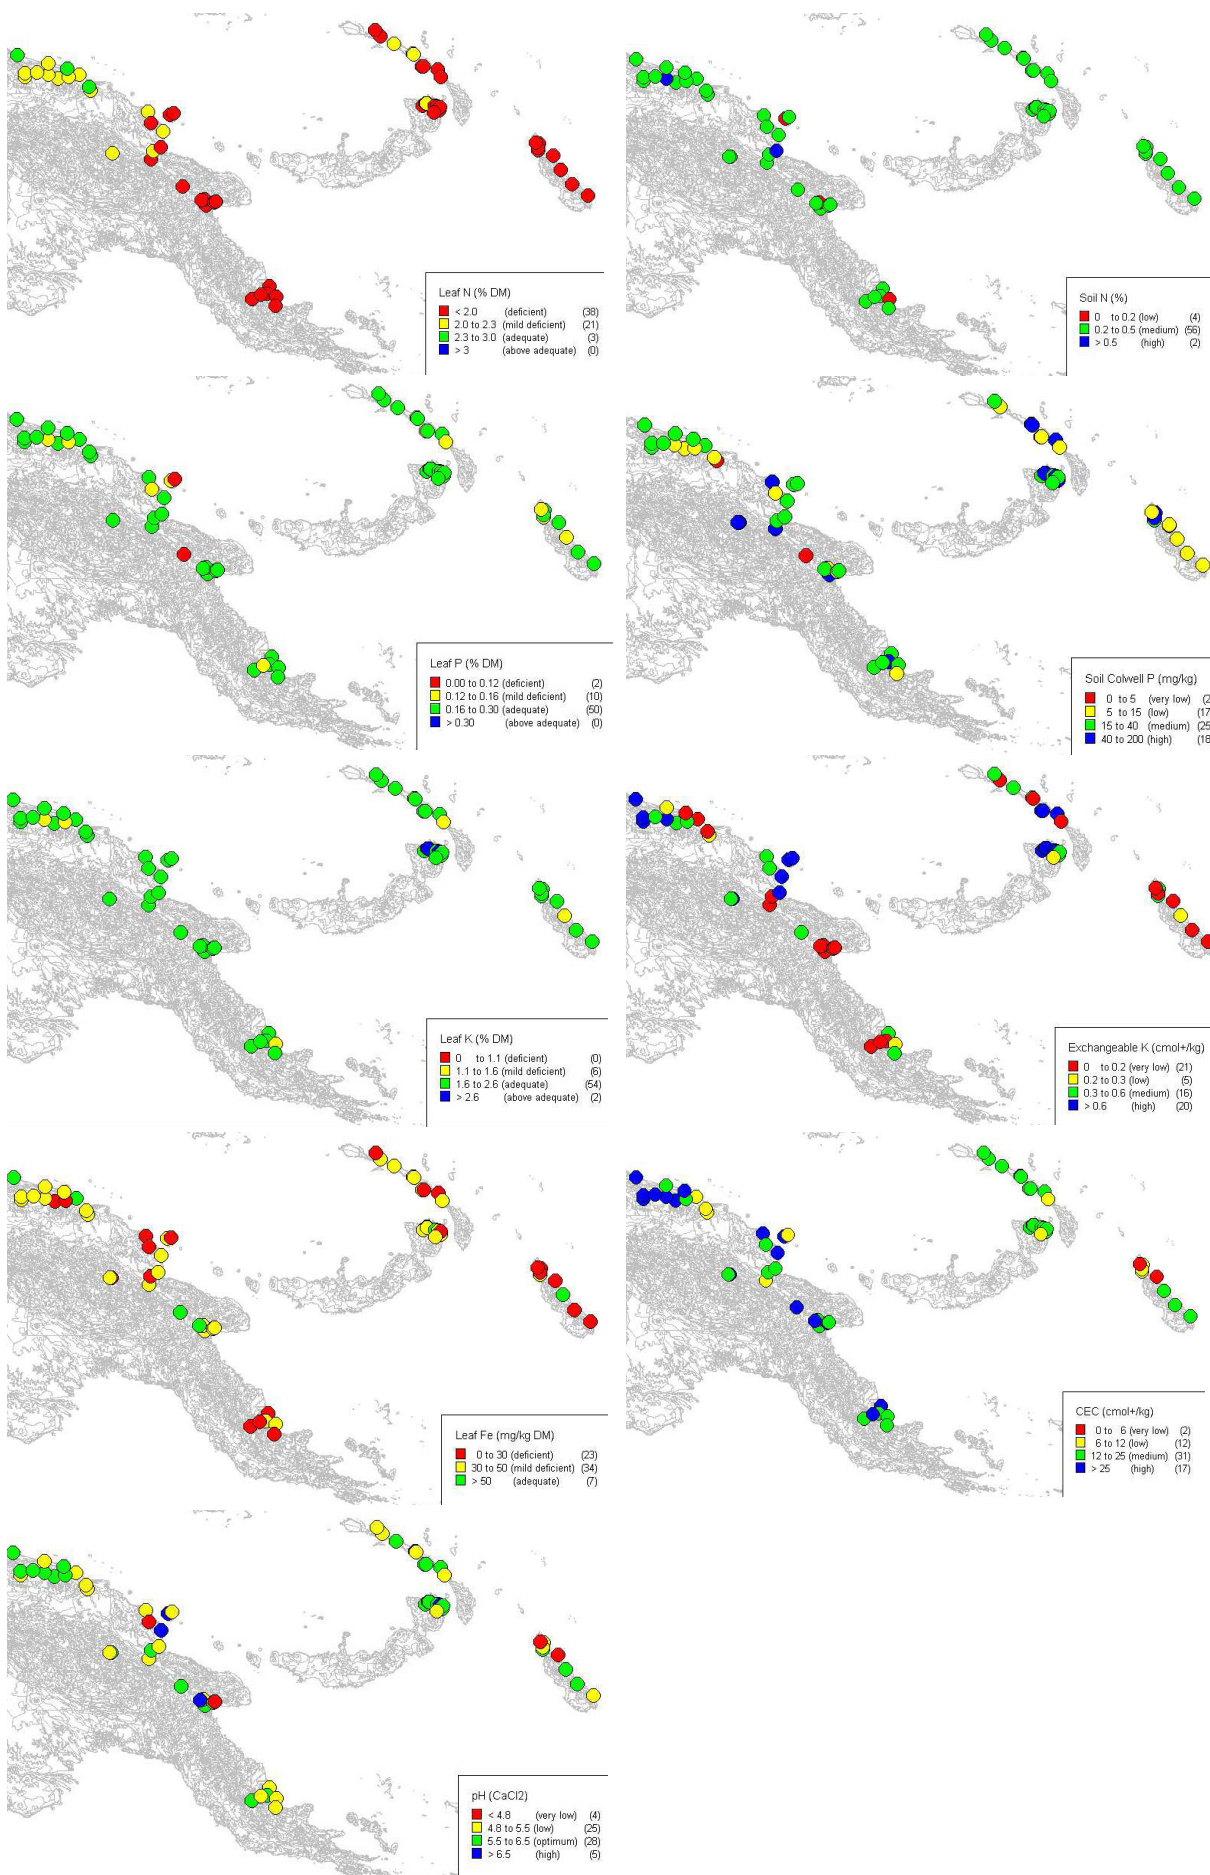 Leaf N (% DM)
< 2.0 (deficient) (38)
2.0 to 2.3 (mild deficient) (21)
2.3 to 3.0 (adequate) (3)
> 3 (above adequate) (0)
Soil N (%)
0 to 0.2 (low) (4)
0.2 to 0.5 (medium) (56)
> 0.5 (high) (2)
Leaf P (% DM)
0.00 to 0.12 (deficient) (2)
0.12 to 0.16 (mild deficient) (10)
0.16 to 0.30 (adequate) (50)
> 0.30 (above adequate) (0)
Soil Colwell P (mg/kg)
0 to 5 (very low) (2
5 to 15 (low) (17
15 to 40 (medium) (25
40 to 200 (high) (18
Leaf K (% DM)
0 to 1.1 (deficient) (0)
1.1 to 1.6 (mild deficient) (6)
1.6 to 2.6 (adequate) (54)
> 2.6 (above adequate) (2)
Exchangeable K (cmol+/kg)
0 to 0.2 (very low) (21)
0.2 to 0.3 (low) (5)
0.3 to 0.6 (medium) (16)
> 0.6 (high) (20)
Leaf Fe (mg/kg DM)
0 to 30 (deficient) (23)
30 to 50 (mild deficient) (34)
> 50 (adequate) (7)
CEC (cmol+/kg)
0 to 6 (very low) (2)
6 to 12 (low) (12)
12 to 25 (medium) (31)
> 25 (high) (17)
pH (CaCl2)
< 4.8 (very low) (4)
4.8 to 5.5 (low) (25)
5.5 to 6.5 (optimum) (28)
> 6.5 (high) (5)